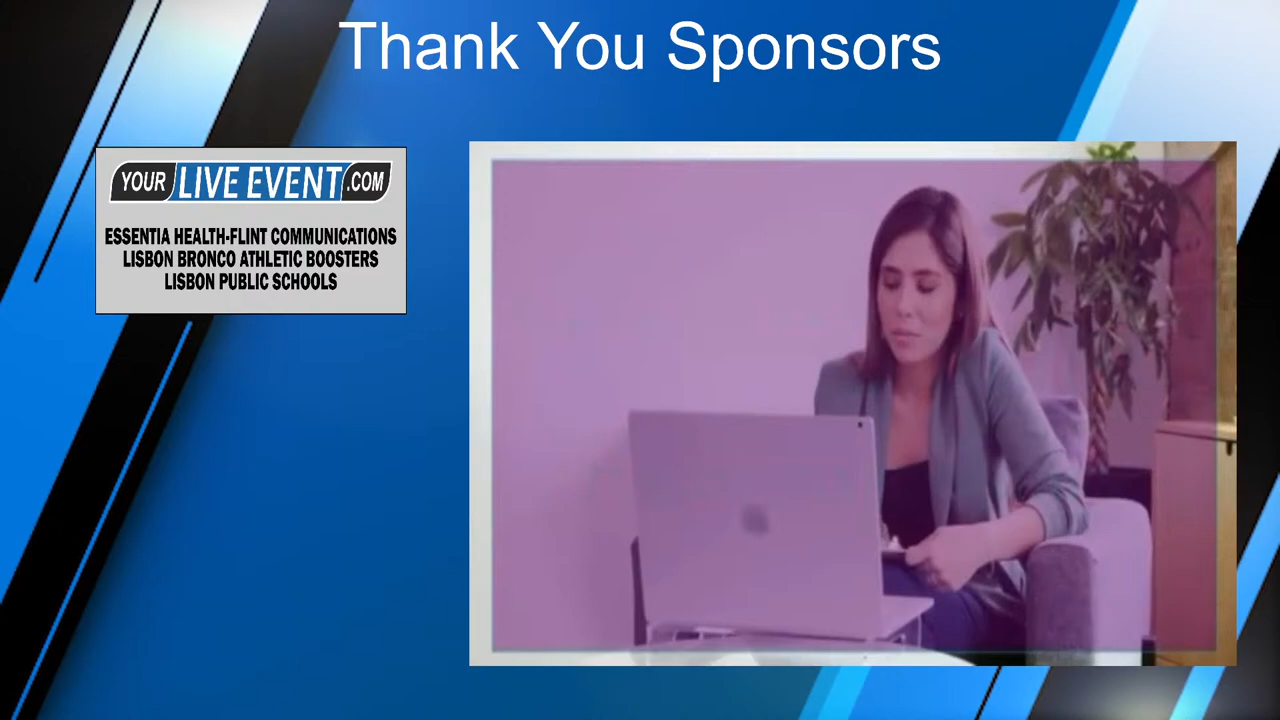 Thank You Sponsors
YOUR LIVE EVENT.COM
ESSENTIA HEALTH-FLINT COMMUNICATIONS
LISBON BRONCO ATHLETIC BOOSTERS
LISBON PUBLIC SCHOOLS